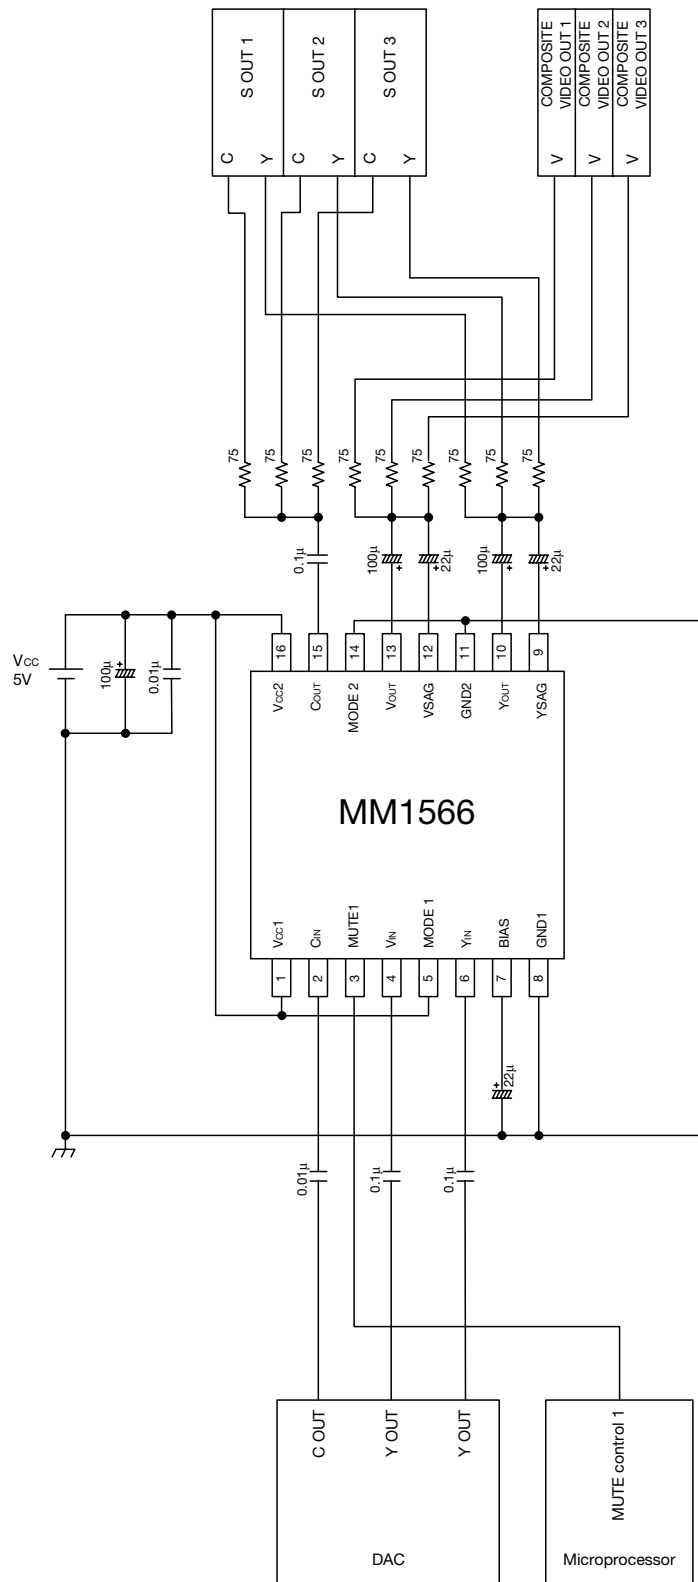 S OUT 1
S OUT 2
S OUT 3
C
Y
C
Y
C
Y
COMPOSITE
VIDEO OUT 1
COMPOSITE
VIDEO OUT 2
COMPOSITE
VIDEO OUT 3
V
V
V
75
75
75
75
75
75
75
75
75
0.1µ
100µ
+
+
22µ
100µ
+
+
22µ
VCC
5V
100µ
+
0.01µ
16
15
14
13
12
11
10
9
VCC2
COUT
MODE 2
VOUT
VSAG
GND2
YOUT
YSAG
MM1566
VCC1
CIN
MUTE1
VIN
MODE 1
YIN
BIAS
GND1
1
2
3
4
5
6
7
8
+
22µ
0.01µ
0.1µ
0.1µ
C OUT
Y OUT
Y OUT
DAC
MUTE control 1
Microprocessor